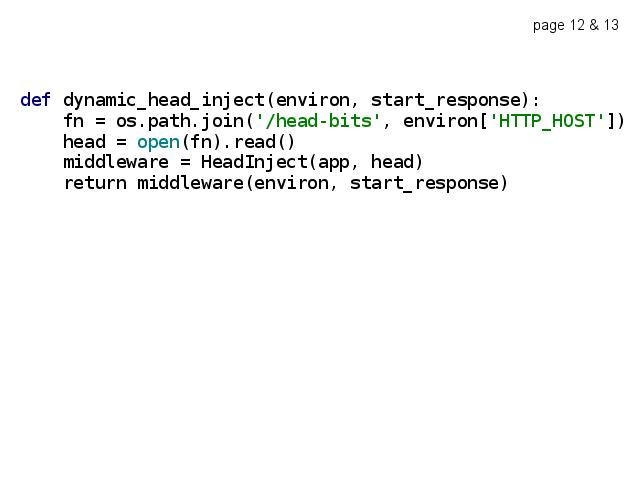 page 12 & 13
def dynamic_head_inject(environ, start_response):
    fn = os.path.join('/head-bits', environ['HTTP_HOST'])
    head = open(fn).read()
    middleware = HeadInject(app, head)
    return middleware(environ, start_response)